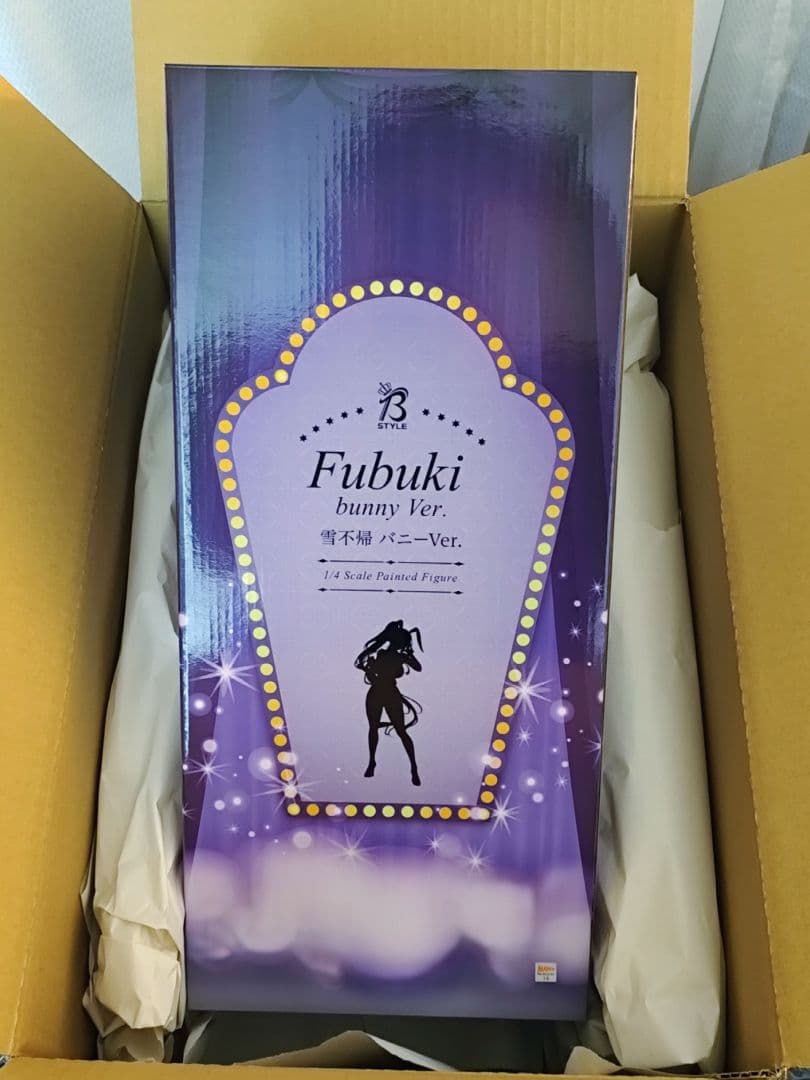 B
STYLE
Fubuki
bunny Ver.
雪不帰 バニーVer.
1/4 Scale Painted Figure